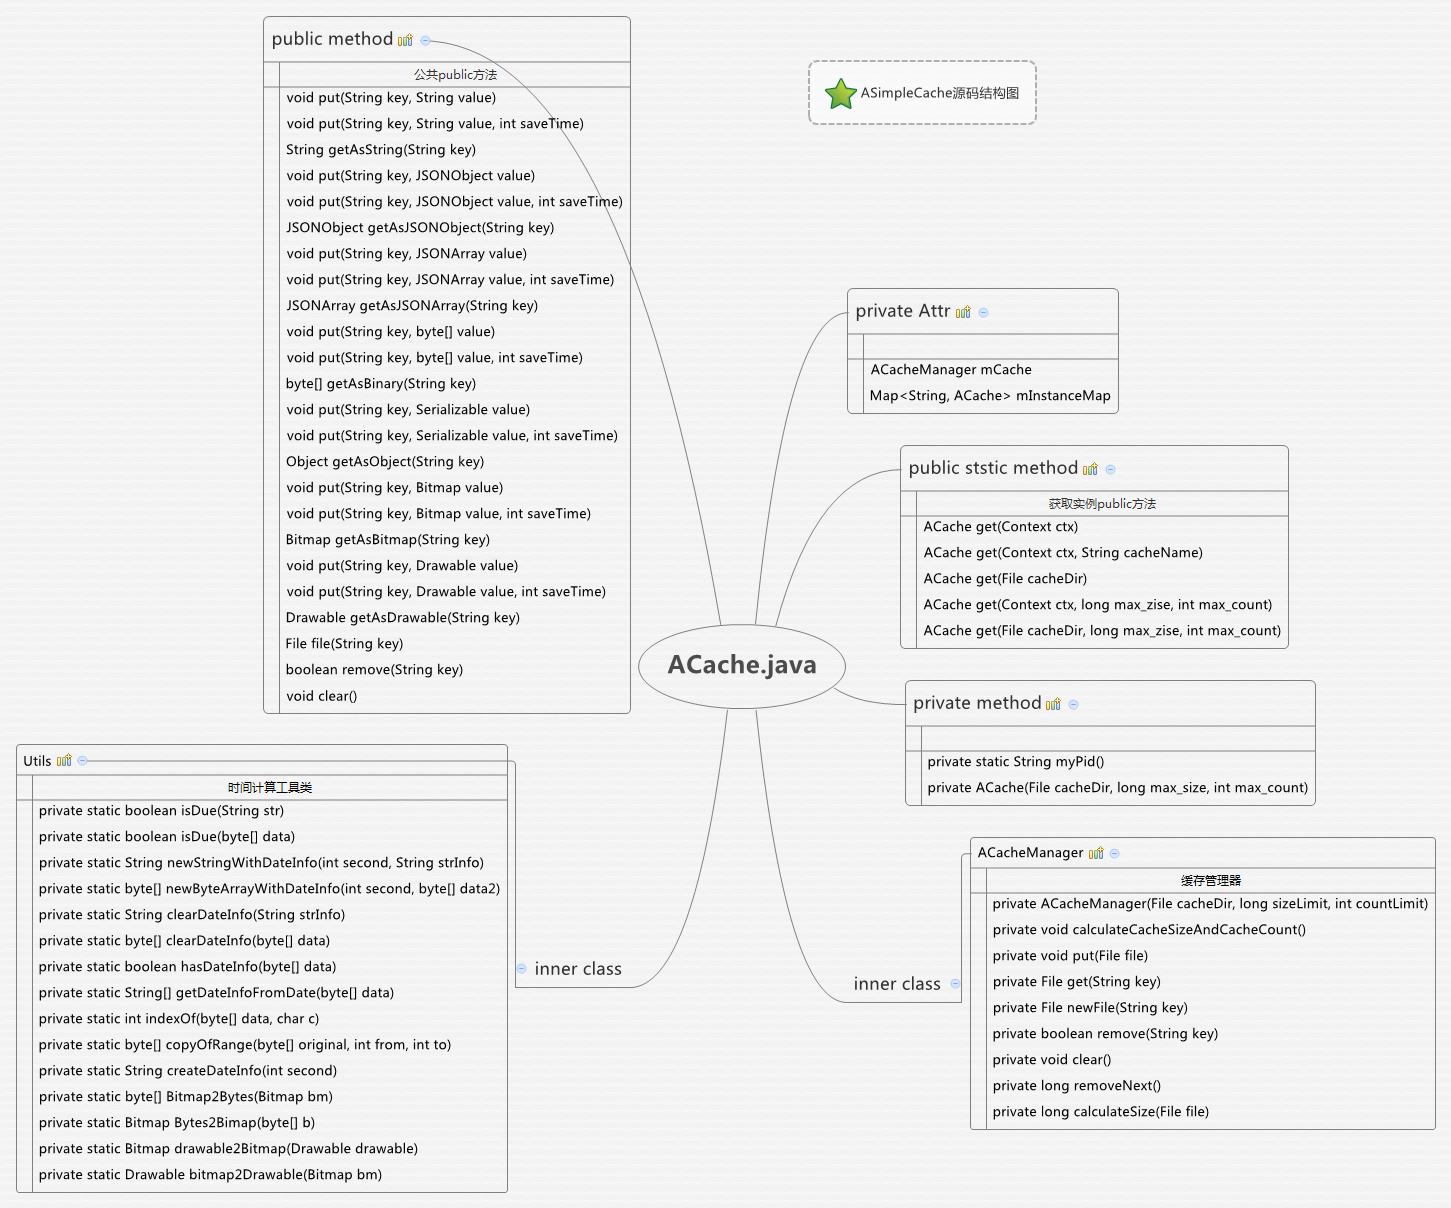 public method
公共public方法
void put(String key, String value)
void put(String key, String value, int saveTime)
String getAsString(String key)
void put(String key, JSONObject value)
void put(String key, JSONObject value, int saveTime)
JSONObject getAsJSONObject(String key)
void put(String key, JSONArray value)
void put(String key, JSONArray value, int saveTime)
JSONArray getAsJSONArray(String key)
void put(String key, byte[] value)
void put(String key, byte[] value, int saveTime)
byte[] getAsBinary(String key)
void put(String key, Serializable value)
void put(String key, Serializable value, int saveTime)
Object getAsObject(String key)
void put(String key, Bitmap value)
void put(String key, Bitmap value, int saveTime)
Bitmap getAsBitmap(String key)
void put(String key, Drawable value)
void put(String key, Drawable value, int saveTime)
Drawable getAsDrawable(String key)
File file(String key)
boolean remove(String key)
void clear()
ASimpleCache源码结构图
private Attr
ACacheManager mCache
Map<String, ACache> mInstanceMap
public ststic method
获取实例public方法
ACache get(Context ctx)
ACache get(Context ctx, String cacheName)
ACache get(File cacheDir)
ACache get(Context ctx, long max_zise, int max_count)
ACache get(File cacheDir, long max_zise, int max_count)
ACache.java
private method
private static String myPid()
private ACache(File cacheDir, long max_size, int max_count)
Utils
时间计算工具类
private static boolean isDue(String str)
private static boolean isDue(byte[] data)
private static String newStringWithDateInfo(int second, String strInfo)
private static byte[] newByteArrayWithDateInfo(int second, byte[] data2)
private static String clearDateInfo(String strInfo)
private static byte[] clearDateInfo(byte[] data)
private static boolean hasDateInfo(byte[] data)
private static String[] getDateInfoFromDate(byte[] data)
private static int indexOf(byte[] data, char c)
private static byte[] copyOfRange(byte[] original, int from, int to)
private static String createDateInfo(int second)
private static byte[] Bitmap2Bytes(Bitmap bm)
private static Bitmap Bytes2Bimap(byte[] b)
private static Bitmap drawable2Bitmap(Drawable drawable)
private static Drawable bitmap2Drawable(Bitmap bm)
inner class
inner class
ACacheManager
缓存管理器
private ACacheManager(File cacheDir, long sizeLimit, int countLimit)
private void calculateCacheSizeAndCacheCount()
private void put(File file)
private File get(String key)
private File newFile(String key)
private boolean remove(String key)
private void clear()
private long removeNext()
private long calculateSize(File file)